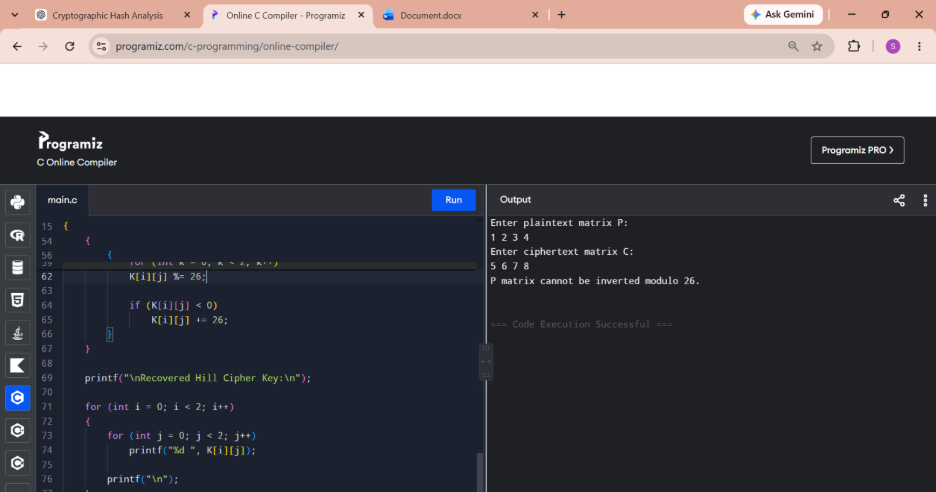 Cryptographic Hash Analysis
Online C Compiler - Programiz
Document.docx
Ask Gemini
programiz.com/c-programming/online-compiler/
S
Programiz
C Online Compiler
Programiz PRO
main.c
Run
Output
15 {
54 {
56 {
59 for (int k = 0; k < 2; k++)
62 K[i][j] %= 26;
63
64 if (K[i][j] < 0)
65 K[i][j] += 26;
66 }
67 }
68
69 printf("\nRecovered Hill Cipher Key:\n");
70
71 for (int i = 0; i < 2; i++)
72 {
73 for (int j = 0; j < 2; j++)
74 printf("%d ", K[i][j]);
75
76 printf("\n");
77 }
Enter plaintext matrix P:
1 2 3 4
Enter ciphertext matrix C:
5 6 7 8
P matrix cannot be inverted modulo 26.
=== Code Execution Successful ===